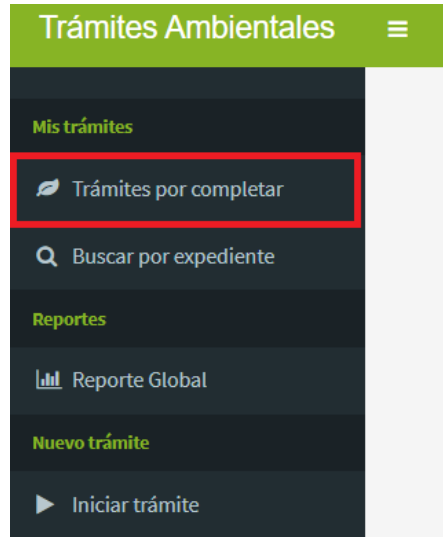 Trámites Ambientales
Mis trámites
Trámites por completar
Buscar por expediente
Reportes
Reporte Global
Nuevo trámite
Iniciar trámite